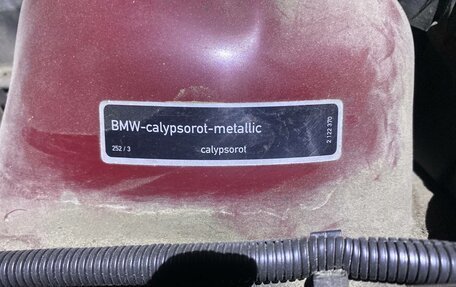 BMW-calypsorot-metallic
252 / 3
calypsorot
2 122 370